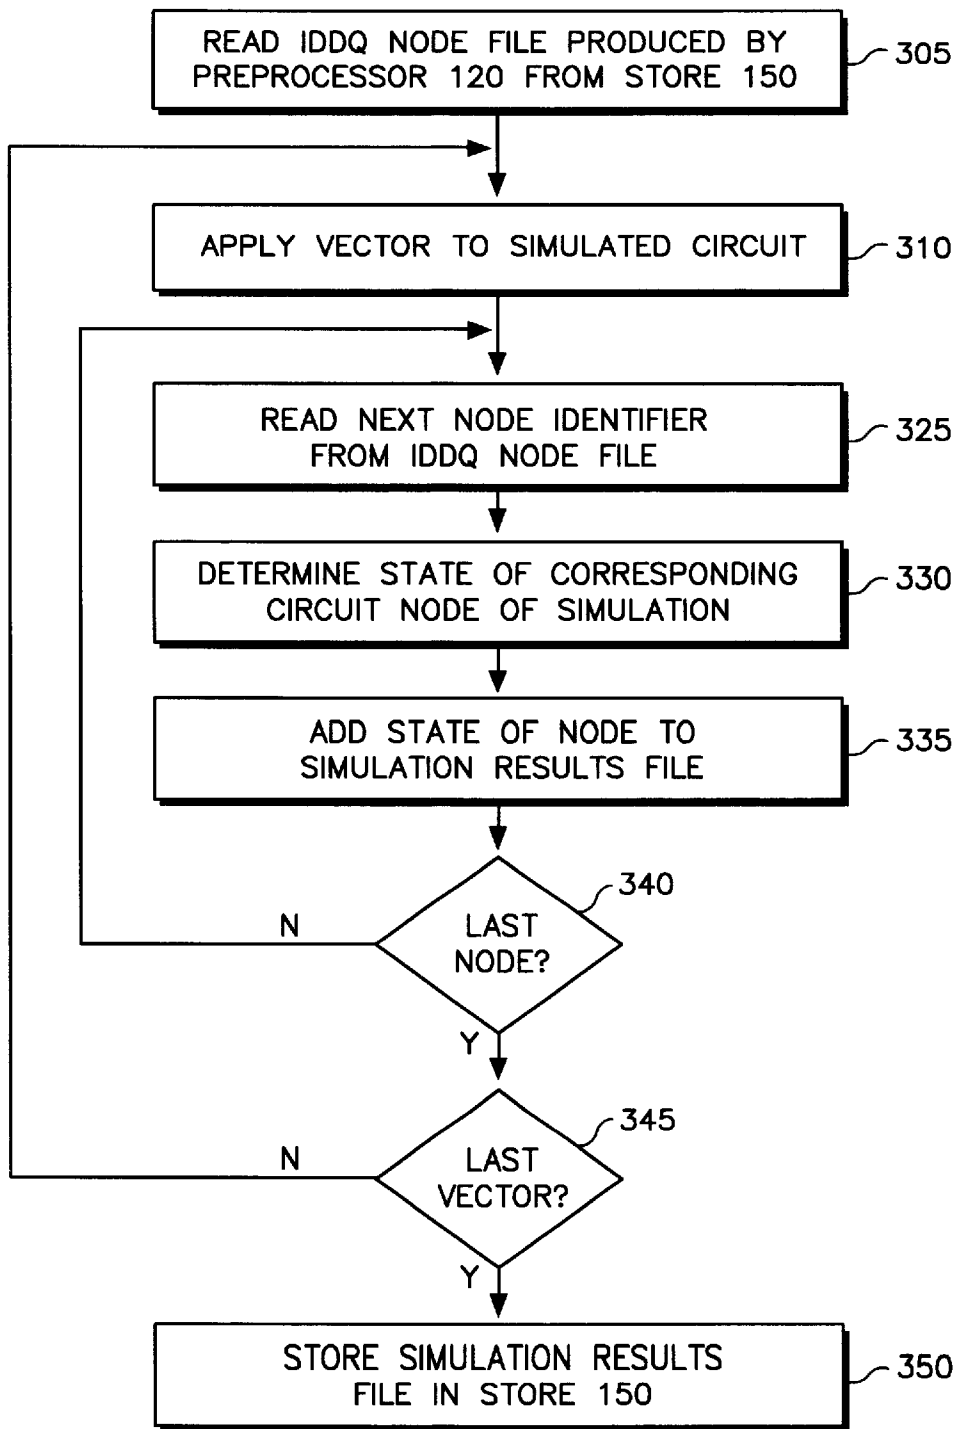 READ IDDQ NODE FILE PRODUCED BY
PREPROCESSOR 120 FROM STORE 150
305
APPLY VECTOR TO SIMULATED CIRCUIT
310
READ NEXT NODE IDENTIFIER
FROM IDDQ NODE FILE
325
DETERMINE STATE OF CORRESPONDING
CIRCUIT NODE OF SIMULATION
330
ADD STATE OF NODE TO
SIMULATION RESULTS FILE
335
340
LAST
NODE?
N
Y
345
LAST
VECTOR?
N
Y
STORE SIMULATION RESULTS
FILE IN STORE 150
350